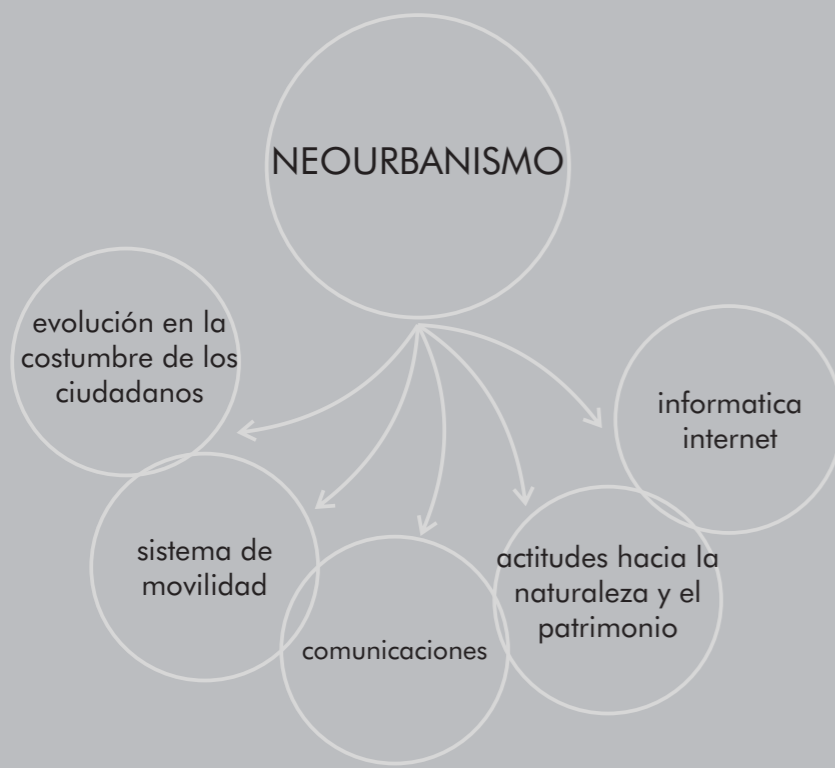 NEOURBANISMO
evolución en la
costumbre de los
ciudadanos
sistema de
movilidad
comunicaciones
actitudes hacia la
naturaleza y el
patrimonio
informatica
internet